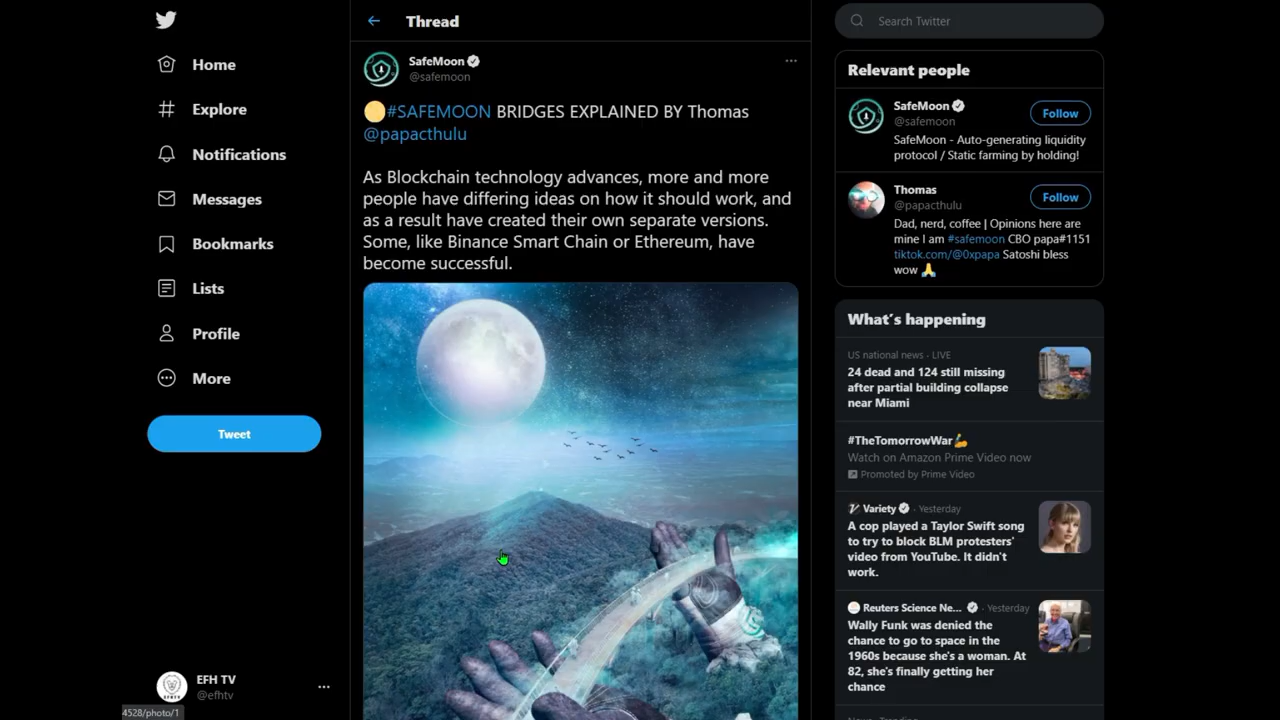 Home
Explore
Notifications
Messages
Bookmarks
Lists
Profile
More
Tweet
EFH TV
@efhtv
4528/photo/1
Thread
SafeMoon
@safemoon
#SAFEMOON BRIDGES EXPLAINED BY Thomas
@papacthulu
As Blockchain technology advances, more and more
people have differing ideas on how it should work, and
as a result have created their own separate versions.
Some, like Binance Smart Chain or Ethereum, have
become successful.
Search Twitter
Relevant people
SafeMoon
@safemoon
Follow
SafeMoon - Auto-generating liquidity
protocol / Static farming by holding!
Thomas
@papacthulu
Follow
Dad, nerd, coffee | Opinions here are
mine I am #safemoon CBO papa#1151
tiktok.com/@0xpapa Satoshi bless
wow
What's happening
US national news · LIVE
24 dead and 124 still missing
after partial building collapse
near Miami
#TheTomorrowWar
Watch on Amazon Prime Video now
Promoted by Prime Video
Variety · Yesterday
A cop played a Taylor Swift song
to try to block BLM protesters'
video from YouTube. It didn't
work.
Reuters Science Ne... · Yesterday
Wally Funk was denied the
chance to go to space in the
1960s because she's a woman. At
82, she's finally getting her
chance